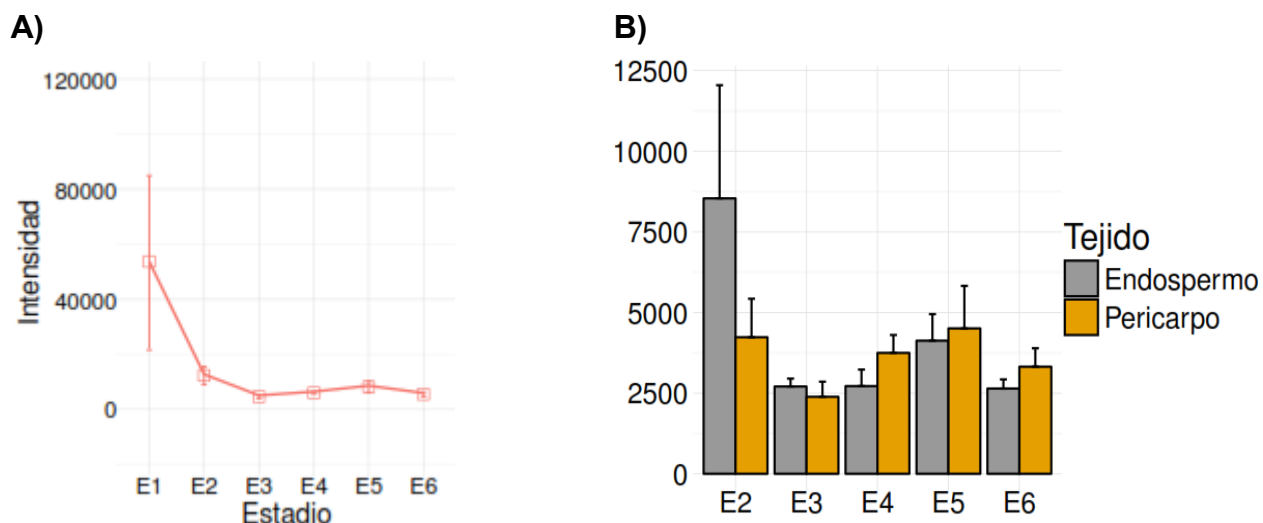 A)
120000
80000
40000
0
Intensidad
E1 E2 E3 E4 E5 E6
Estadio
B)
12500
10000
7500
5000
2500
0
E2 E3 E4 E5 E6
Tejido
Endospermo
Pericarpo